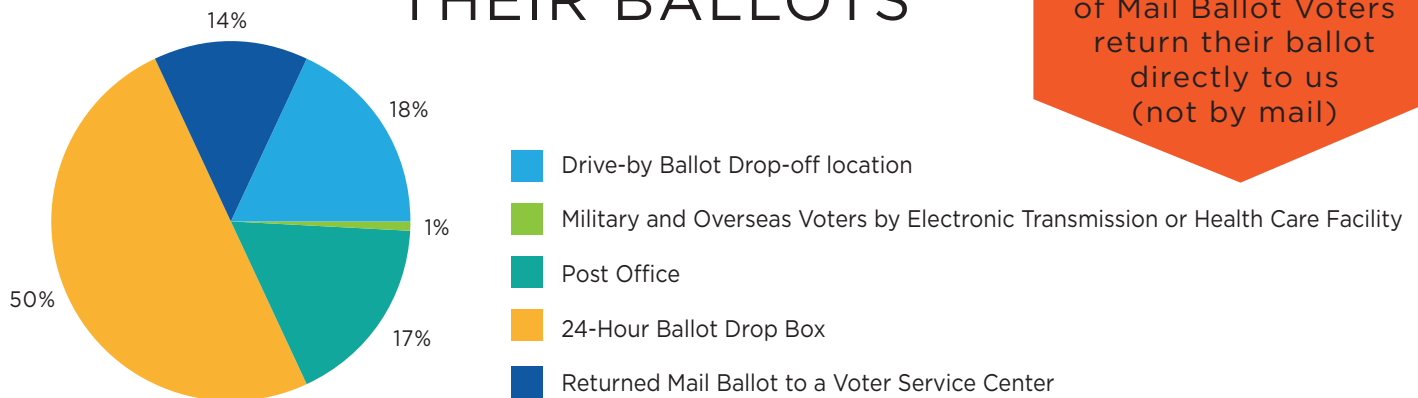 THEIR BALLOTS
of Mail Ballot Voters
return their ballot
directly to us
(not by mail)
14%
18%
1%
50%
17%
Drive-by Ballot Drop-off location
Military and Overseas Voters by Electronic Transmission or Health Care Facility
Post Office
24-Hour Ballot Drop Box
Returned Mail Ballot to a Voter Service Center